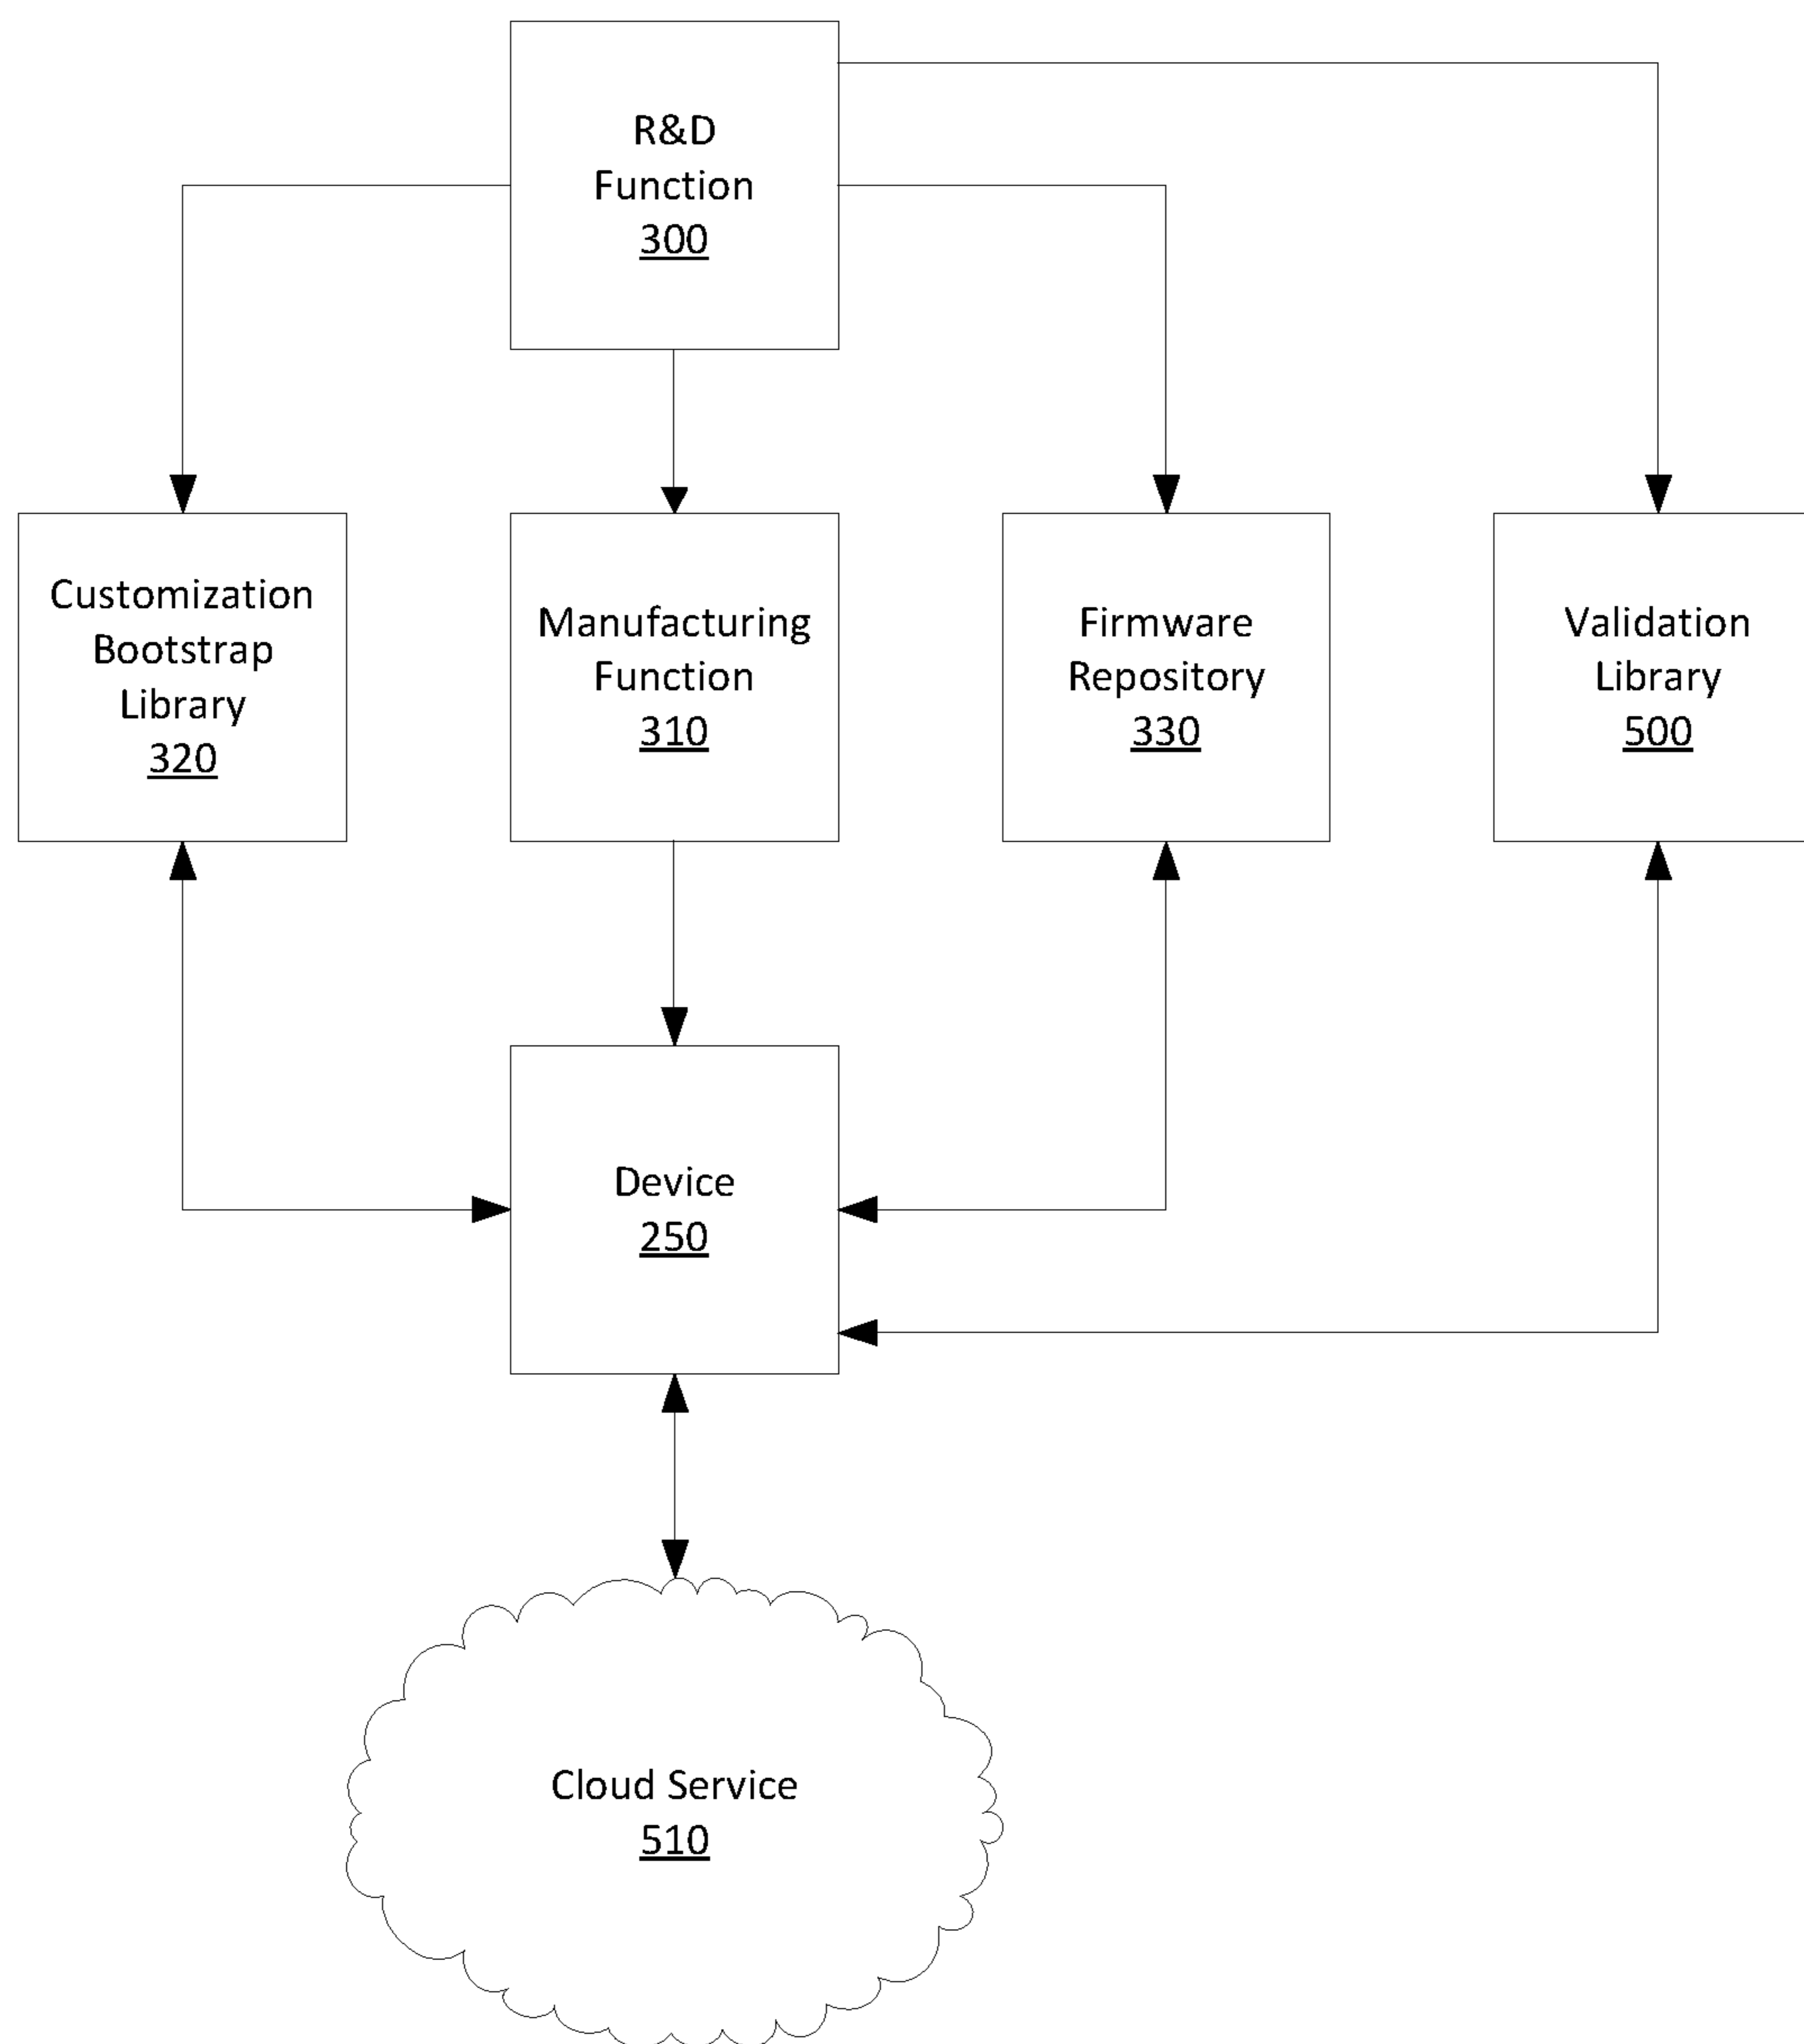 R&D
Function
300
Customization
Bootstrap
Library
320
Manufacturing
Function
310
Firmware
Repository
330
Validation
Library
500
Device
250
Cloud Service
510